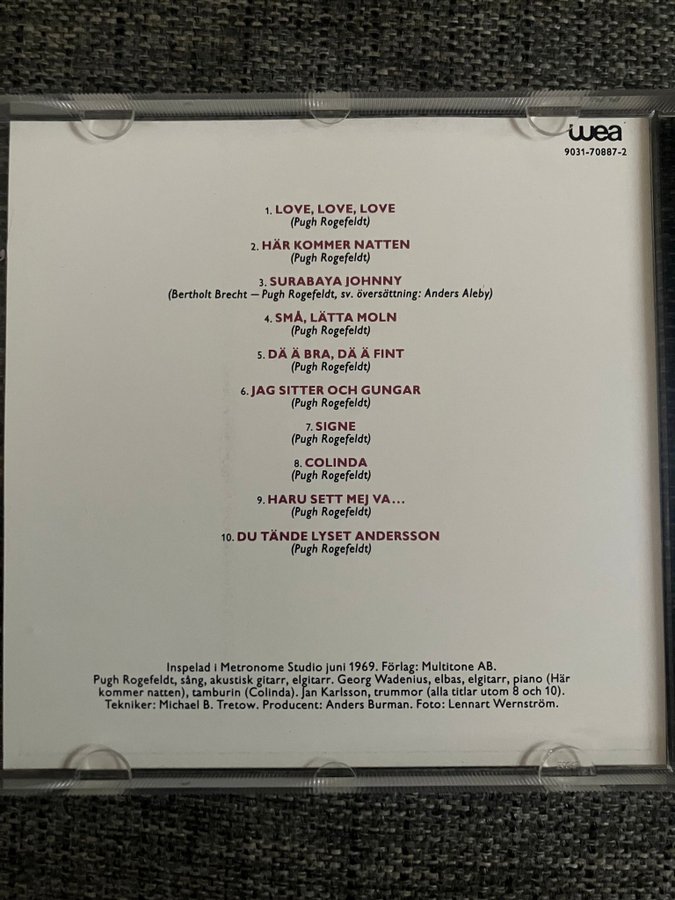 wea
9031-70887-2
1. LOVE, LOVE, LOVE
(Pugh Rogefeldt)
2. HÄR KOMMER NATTEN
(Pugh Rogefeldt)
3. SURABAYA JOHNNY
(Bertholt Brecht – Pugh Rogefeldt, sv. översättning: Anders Aleby)
4. SMÅ, LÄTTA MOLN
(Pugh Rogefeldt)
5. DÄ Ä BRA, DÄ Ä FINT
(Pugh Rogefeldt)
6. JAG SITTER OCH GUNGAR
(Pugh Rogefeldt)
7. SIGNE
(Pugh Rogefeldt)
8. COLINDA
(Pugh Rogefeldt)
9. HARU SETT MEJ VA...
(Pugh Rogefeldt)
10. DU TÄNDE LYSET ANDERSSON
(Pugh Rogefeldt)
Inspelad i Metronome Studio juni 1969. Förlag: Multitone AB.
Pugh Rogefeldt, sång, akustisk gitarr, elgitarr. Georg Wadenius, elbas, elgitarr, piano (Här
kommer natten), tamburin (Colinda). Jan Karlsson, trummor (alla titlar utom 8 och 10).
Tekniker: Michael B. Tretow. Producent: Anders Burman. Foto: Lennart Wernström.